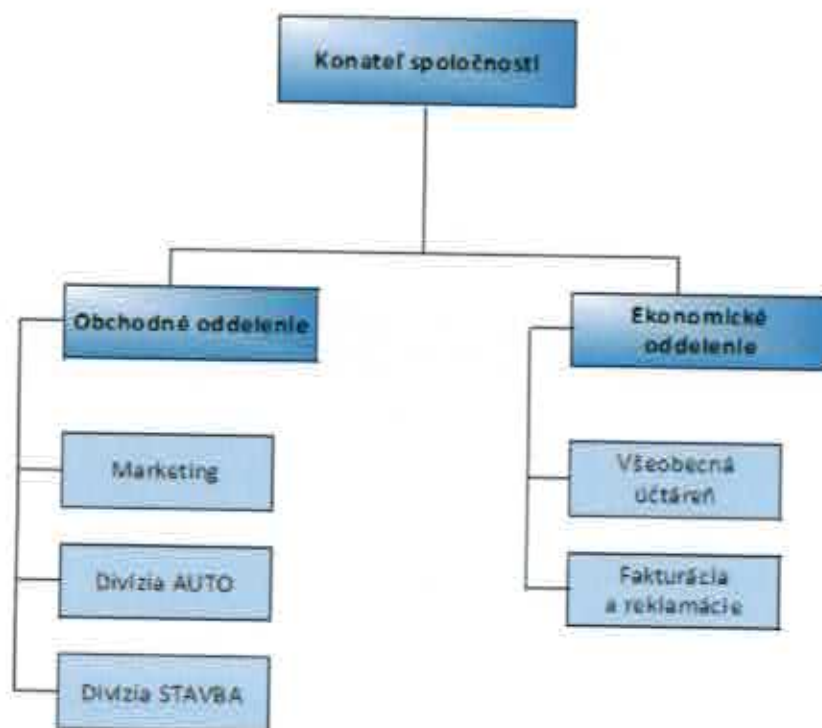 Konateľ spoločnosti
Obchodné oddelenie
Ekonomické
oddelenie
Marketing
Divízia AUTO
Divízia STAVBA
Všeobecná
účtáreň
Fakturácia
a reklamácie